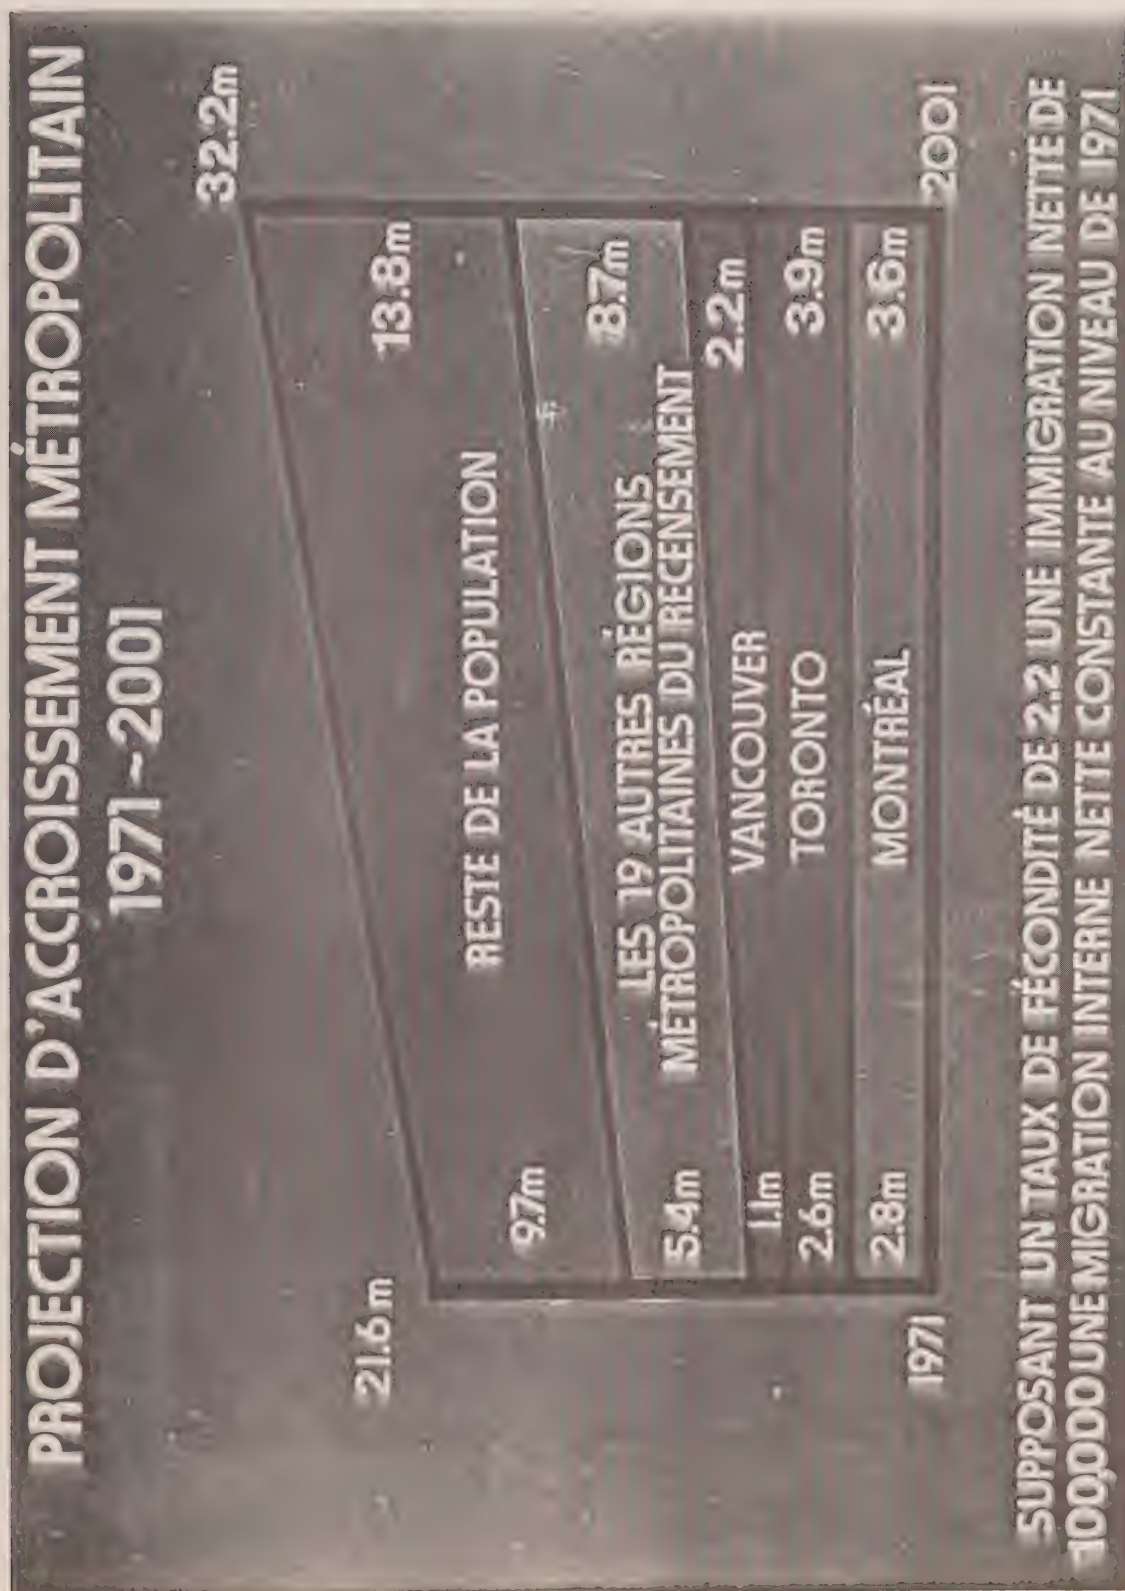 PROJECTION D'ACCROISSEMENT MÉTROPOLITAIN
1971~2001
32.2m
21.6m
13.8m
RESTE DE LA POPULATION
9.7m
8.7m
LES 19 AUTRES RÉGIONS
MÉTROPOLITAINES DU RECENSEMENT
5.4m
2.2m
VANCOUVER
1.1m
3.9m
TORONTO
2.6m
3.6m
MONTRÉAL
2.8m
1971
2001
SUPPOSANT UN TAUX DE FÉCONDITÉ DE 2.2 UNE IMMIGRATION NETTE DE
100,000 UNE MIGRATION INTERNE NETTE CONSTANTE AU NIVEAU DE 1971